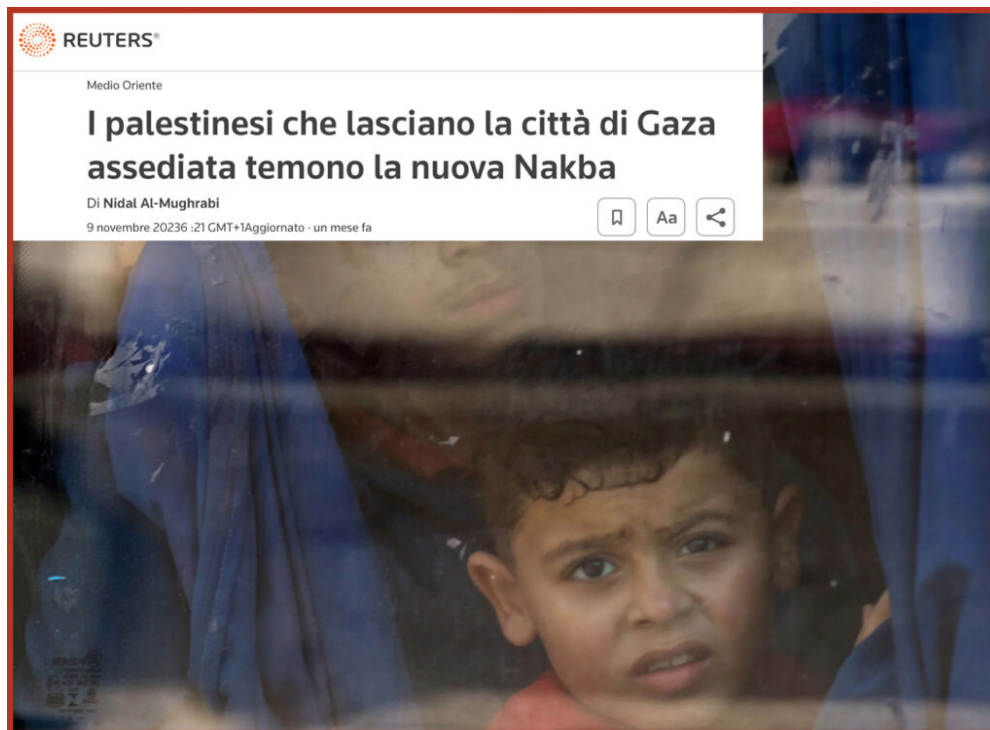 REUTERS®
Medio Oriente
I palestinesi che lasciano la città di Gaza
assediata temono la nuova Nakba
Di Nidal Al-Mughrabi
9 novembre 20236 :21 GMT+1Aggiornato · un mese fa
Aa